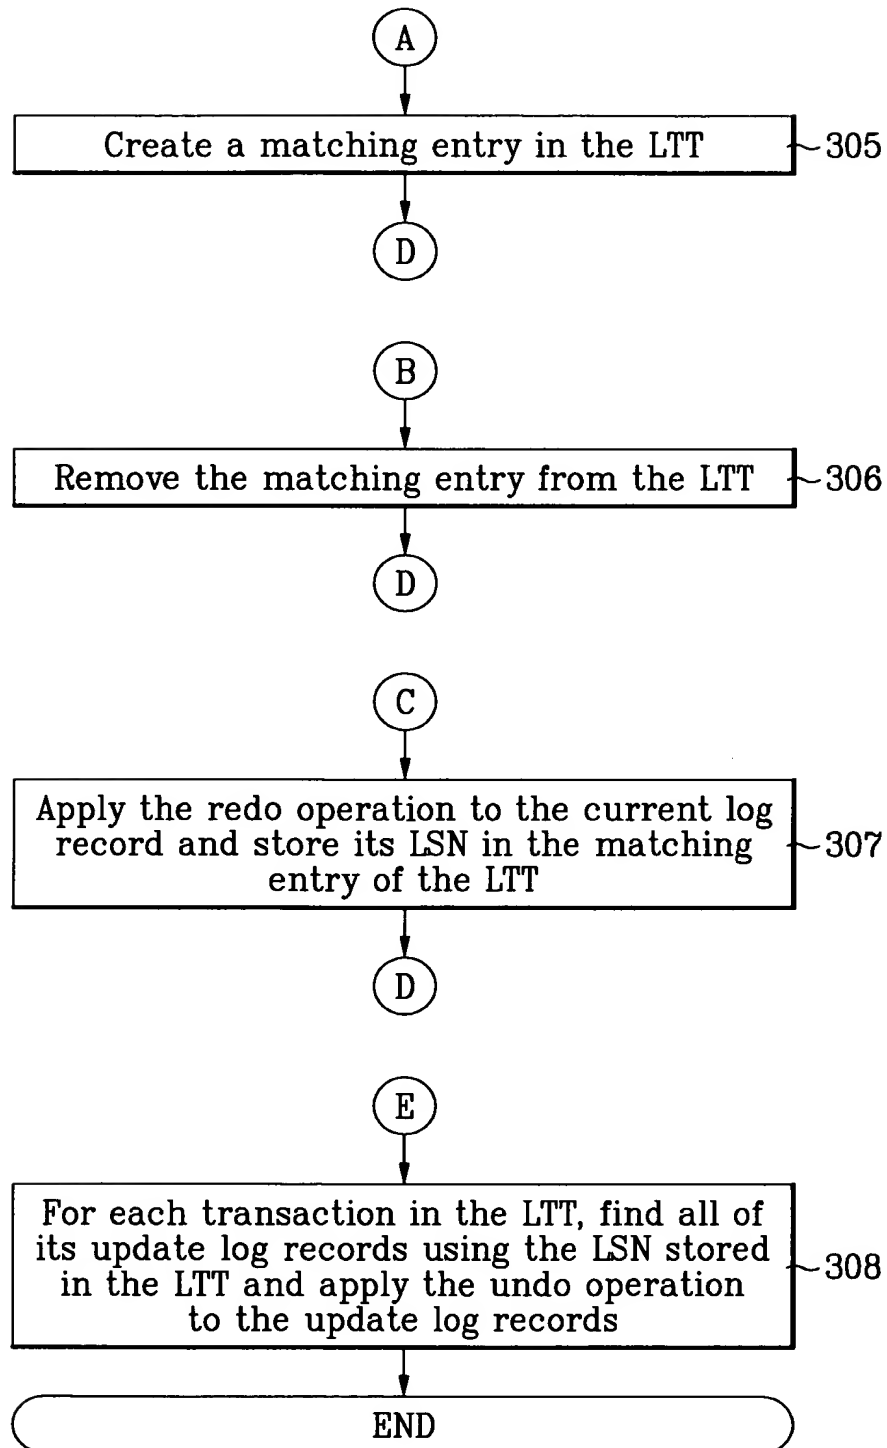 A
Create a matching entry in the LTT
305
D
B
Remove the matching entry from the LTT
306
D
C
Apply the redo operation to the current log
record and store its LSN in the matching
entry of the LTT
307
D
E
For each transaction in the LTT, find all of
its update log records using the LSN stored
in the LTT and apply the undo operation
to the update log records
308
END